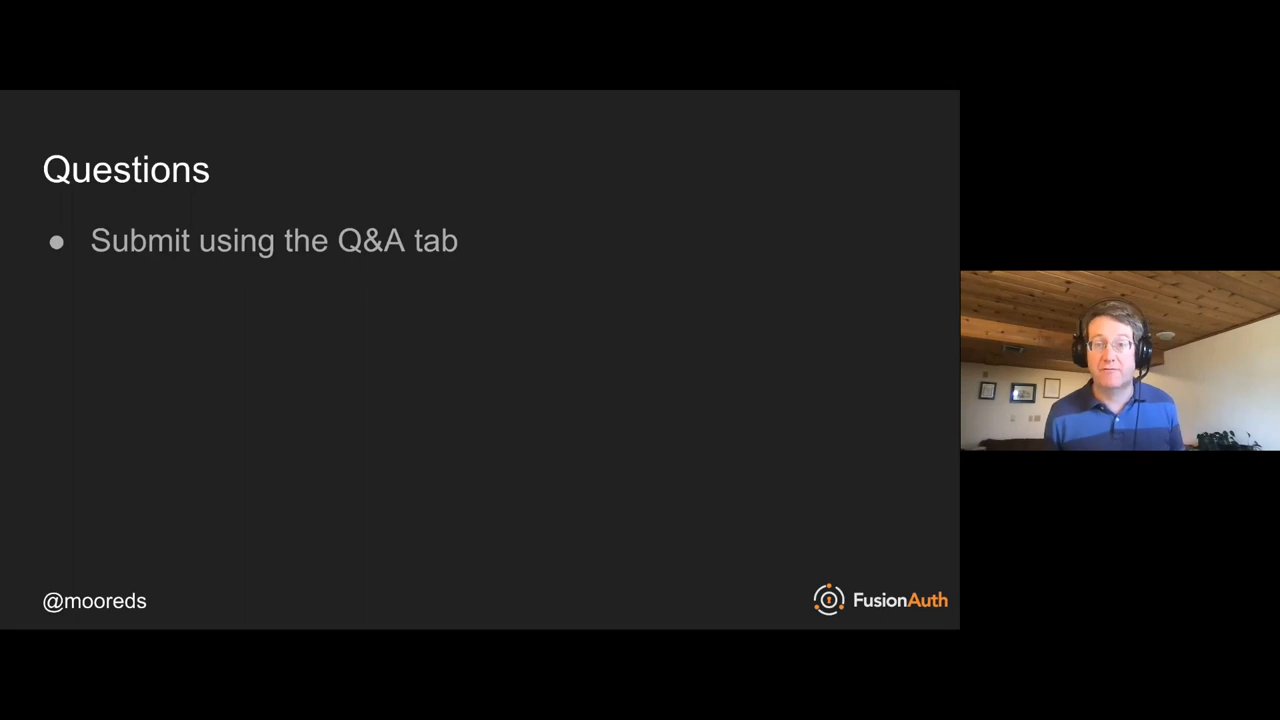 Questions
● Submit using the Q&A tab
@mooreds
FusionAuth